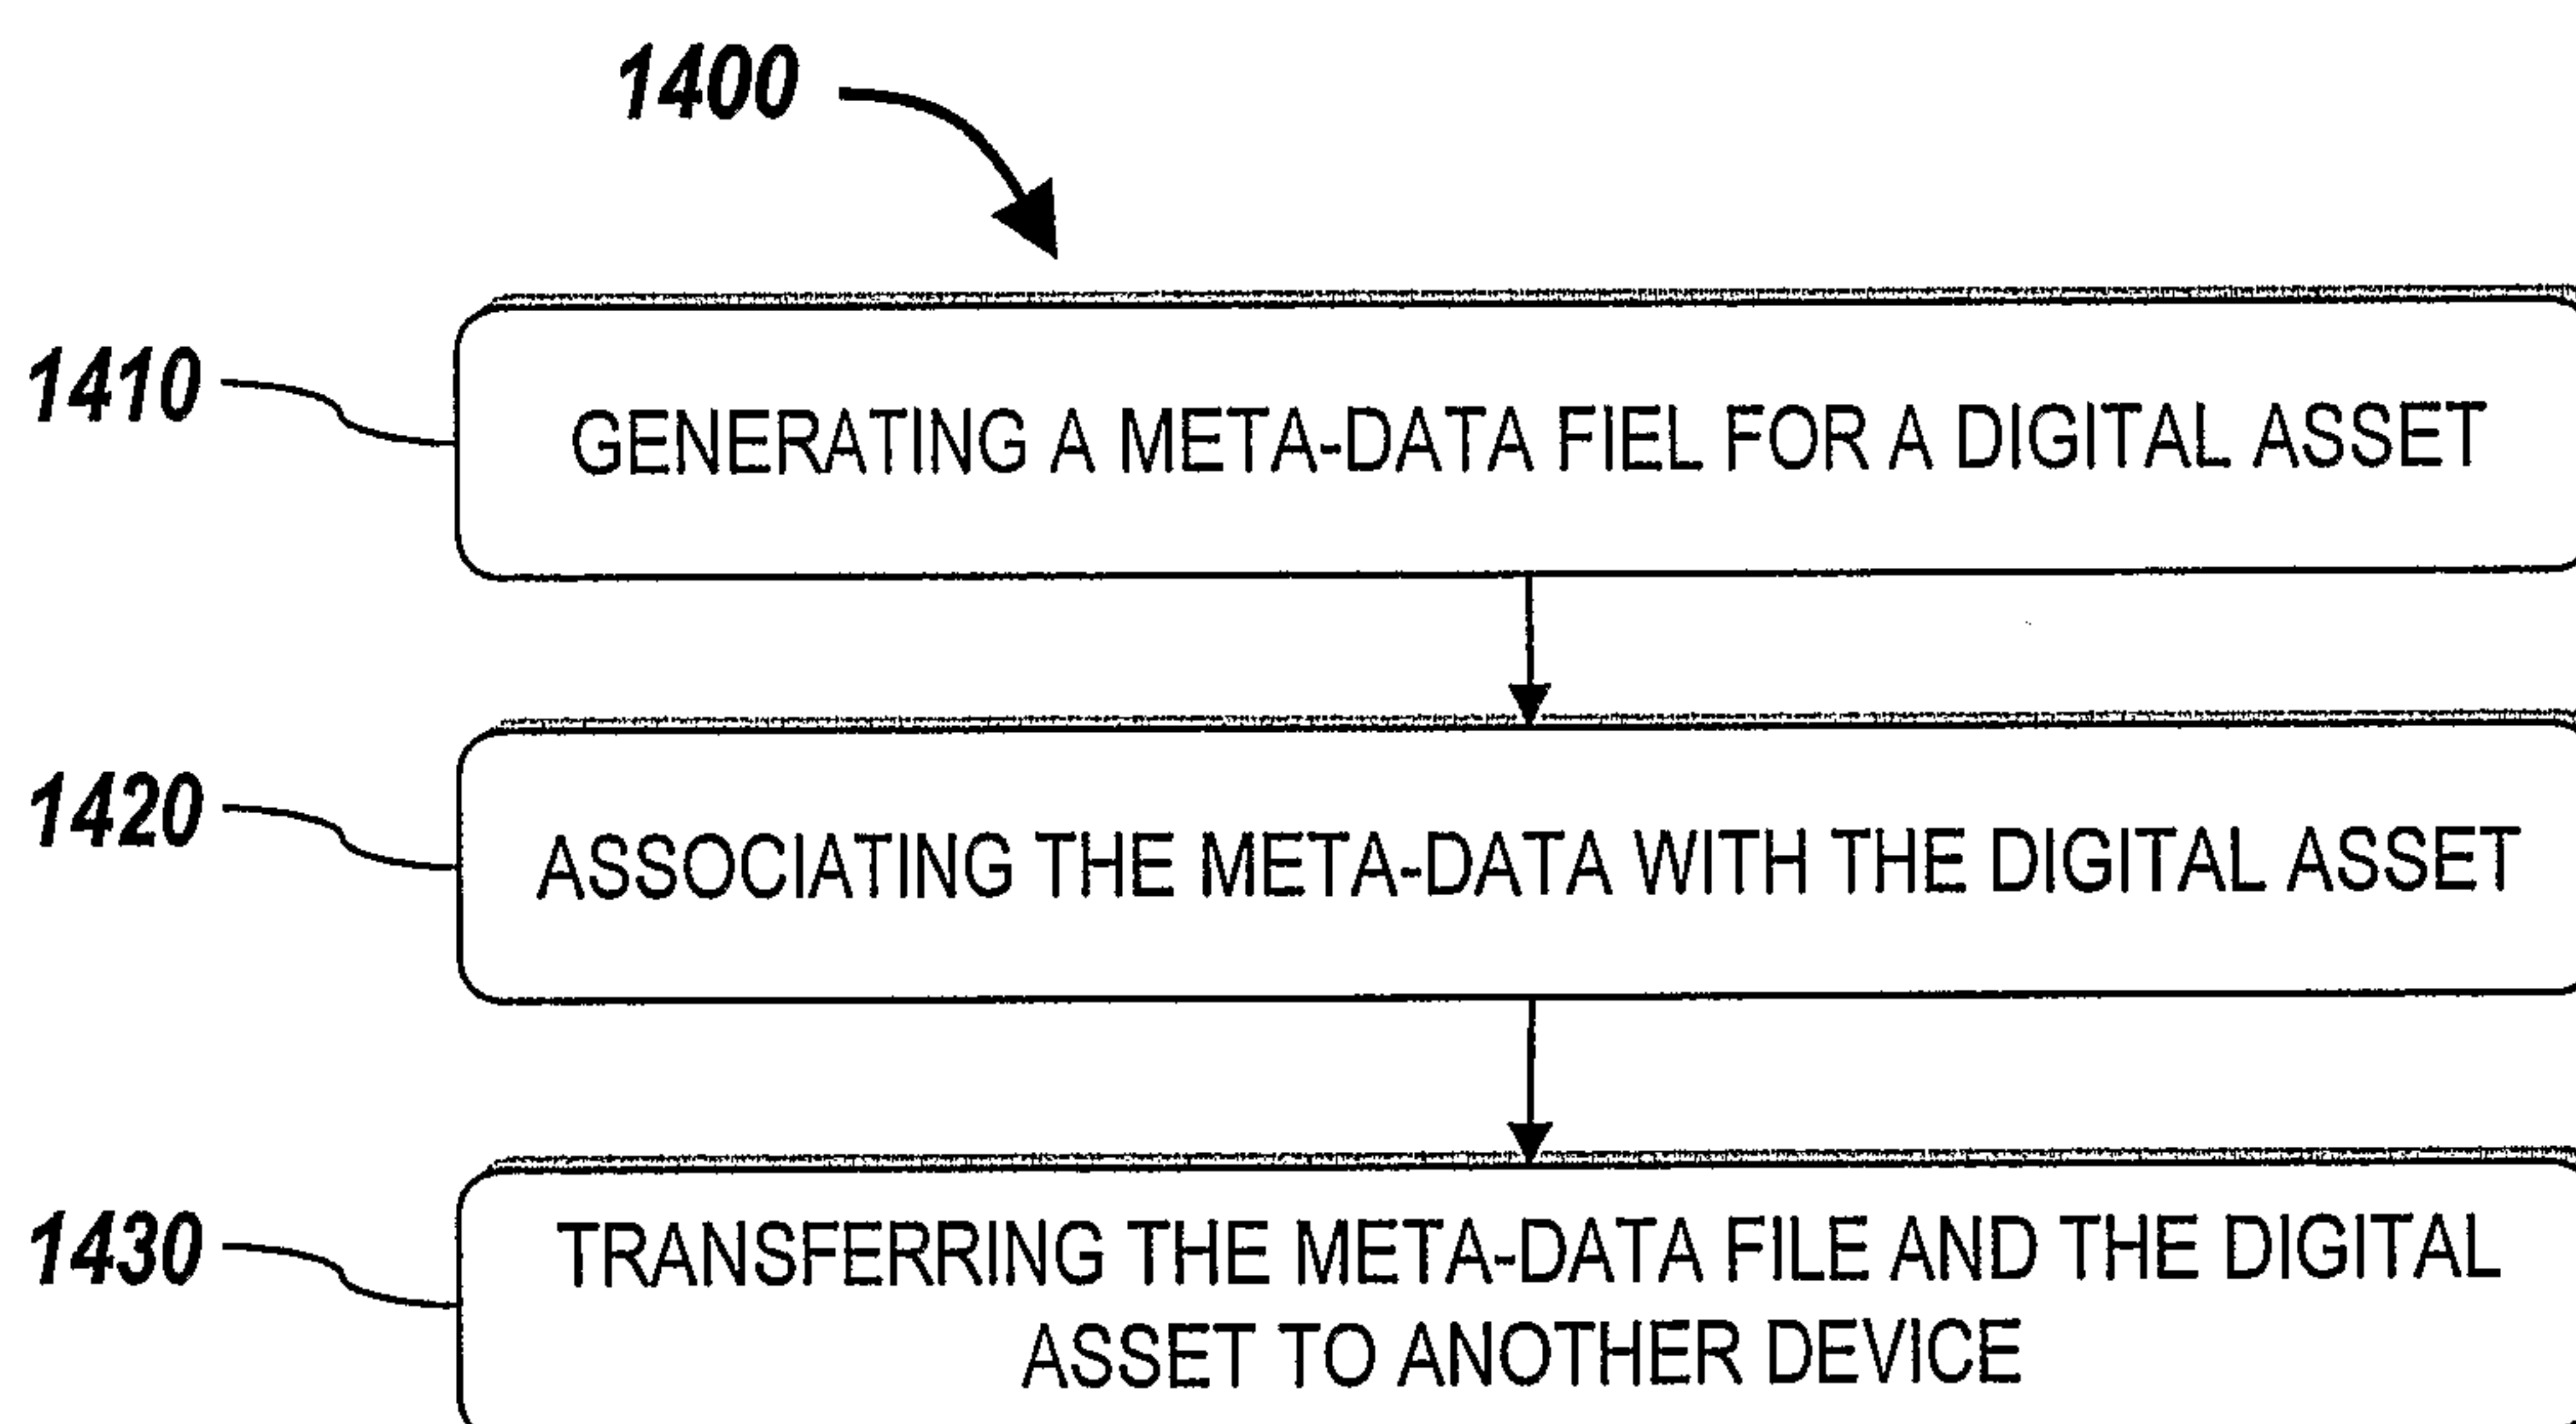 1400
1410
GENERATING A META-DATA FIEL FOR A DIGITAL ASSET
1420
ASSOCIATING THE META-DATA WITH THE DIGITAL ASSET
1430
TRANSFERRING THE META-DATA FILE AND THE DIGITAL
ASSET TO ANOTHER DEVICE